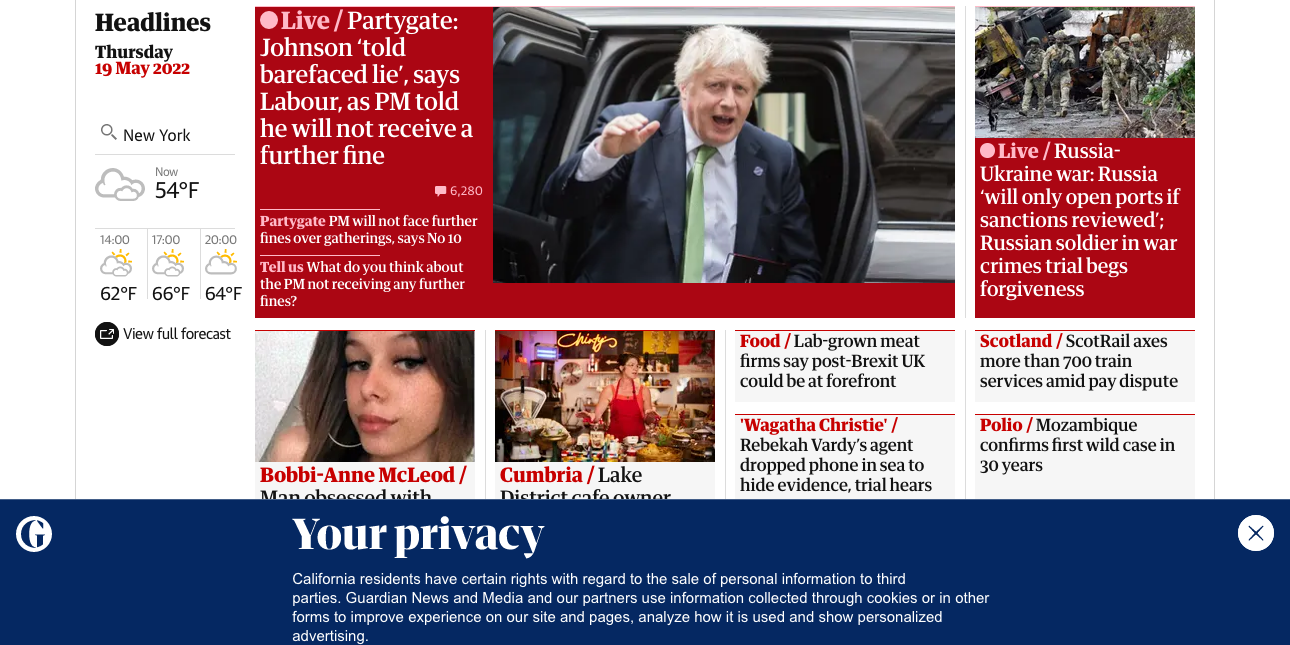 Headlines
Thursday
19 May 2022
New York
Now
54°F
14:00 17:00 20:00
62°F 66°F 64°F
View full forecast
Live / Partygate:
Johnson ‘told
barefaced lie’, says
Labour, as PM told
he will not receive a
further fine
6,280
Partygate PM will not face further
fines over gatherings, says No 10
Tell us What do you think about
the PM not receiving any further
fines?
Live / Russia-
Ukraine war: Russia
‘will only open ports if
sanctions reviewed’;
Russian soldier in war
crimes trial begs
forgiveness
Bobbi-Anne McLeod /
Man obsessed with
Chirpy
Cumbria / Lake
District cafe owner
Food / Lab-grown meat
firms say post-Brexit UK
could be at forefront
'Wagatha Christie' /
Rebekah Vardy’s agent
dropped phone in sea to
hide evidence, trial hears
Scotland / ScotRail axes
more than 700 train
services amid pay dispute
Polio / Mozambique
confirms first wild case in
30 years
G
Your privacy
California residents have certain rights with regard to the sale of personal information to third
parties. Guardian News and Media and our partners use information collected through cookies or in other
forms to improve experience on our site and pages, analyze how it is used and show personalized
advertising.